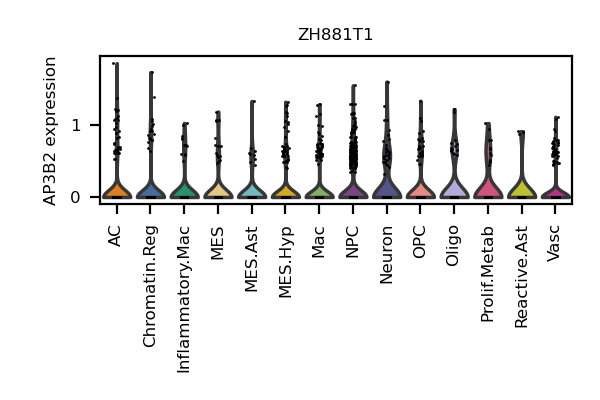 ZH881T1
AP3B2 expression
1
0
AC
Chromatin.Reg
Inflammatory.Mac
MES
MES.Ast
MES.Hyp
Mac
NPC
Neuron
OPC
Oligo
Prolif.Metab
Reactive.Ast
Vasc